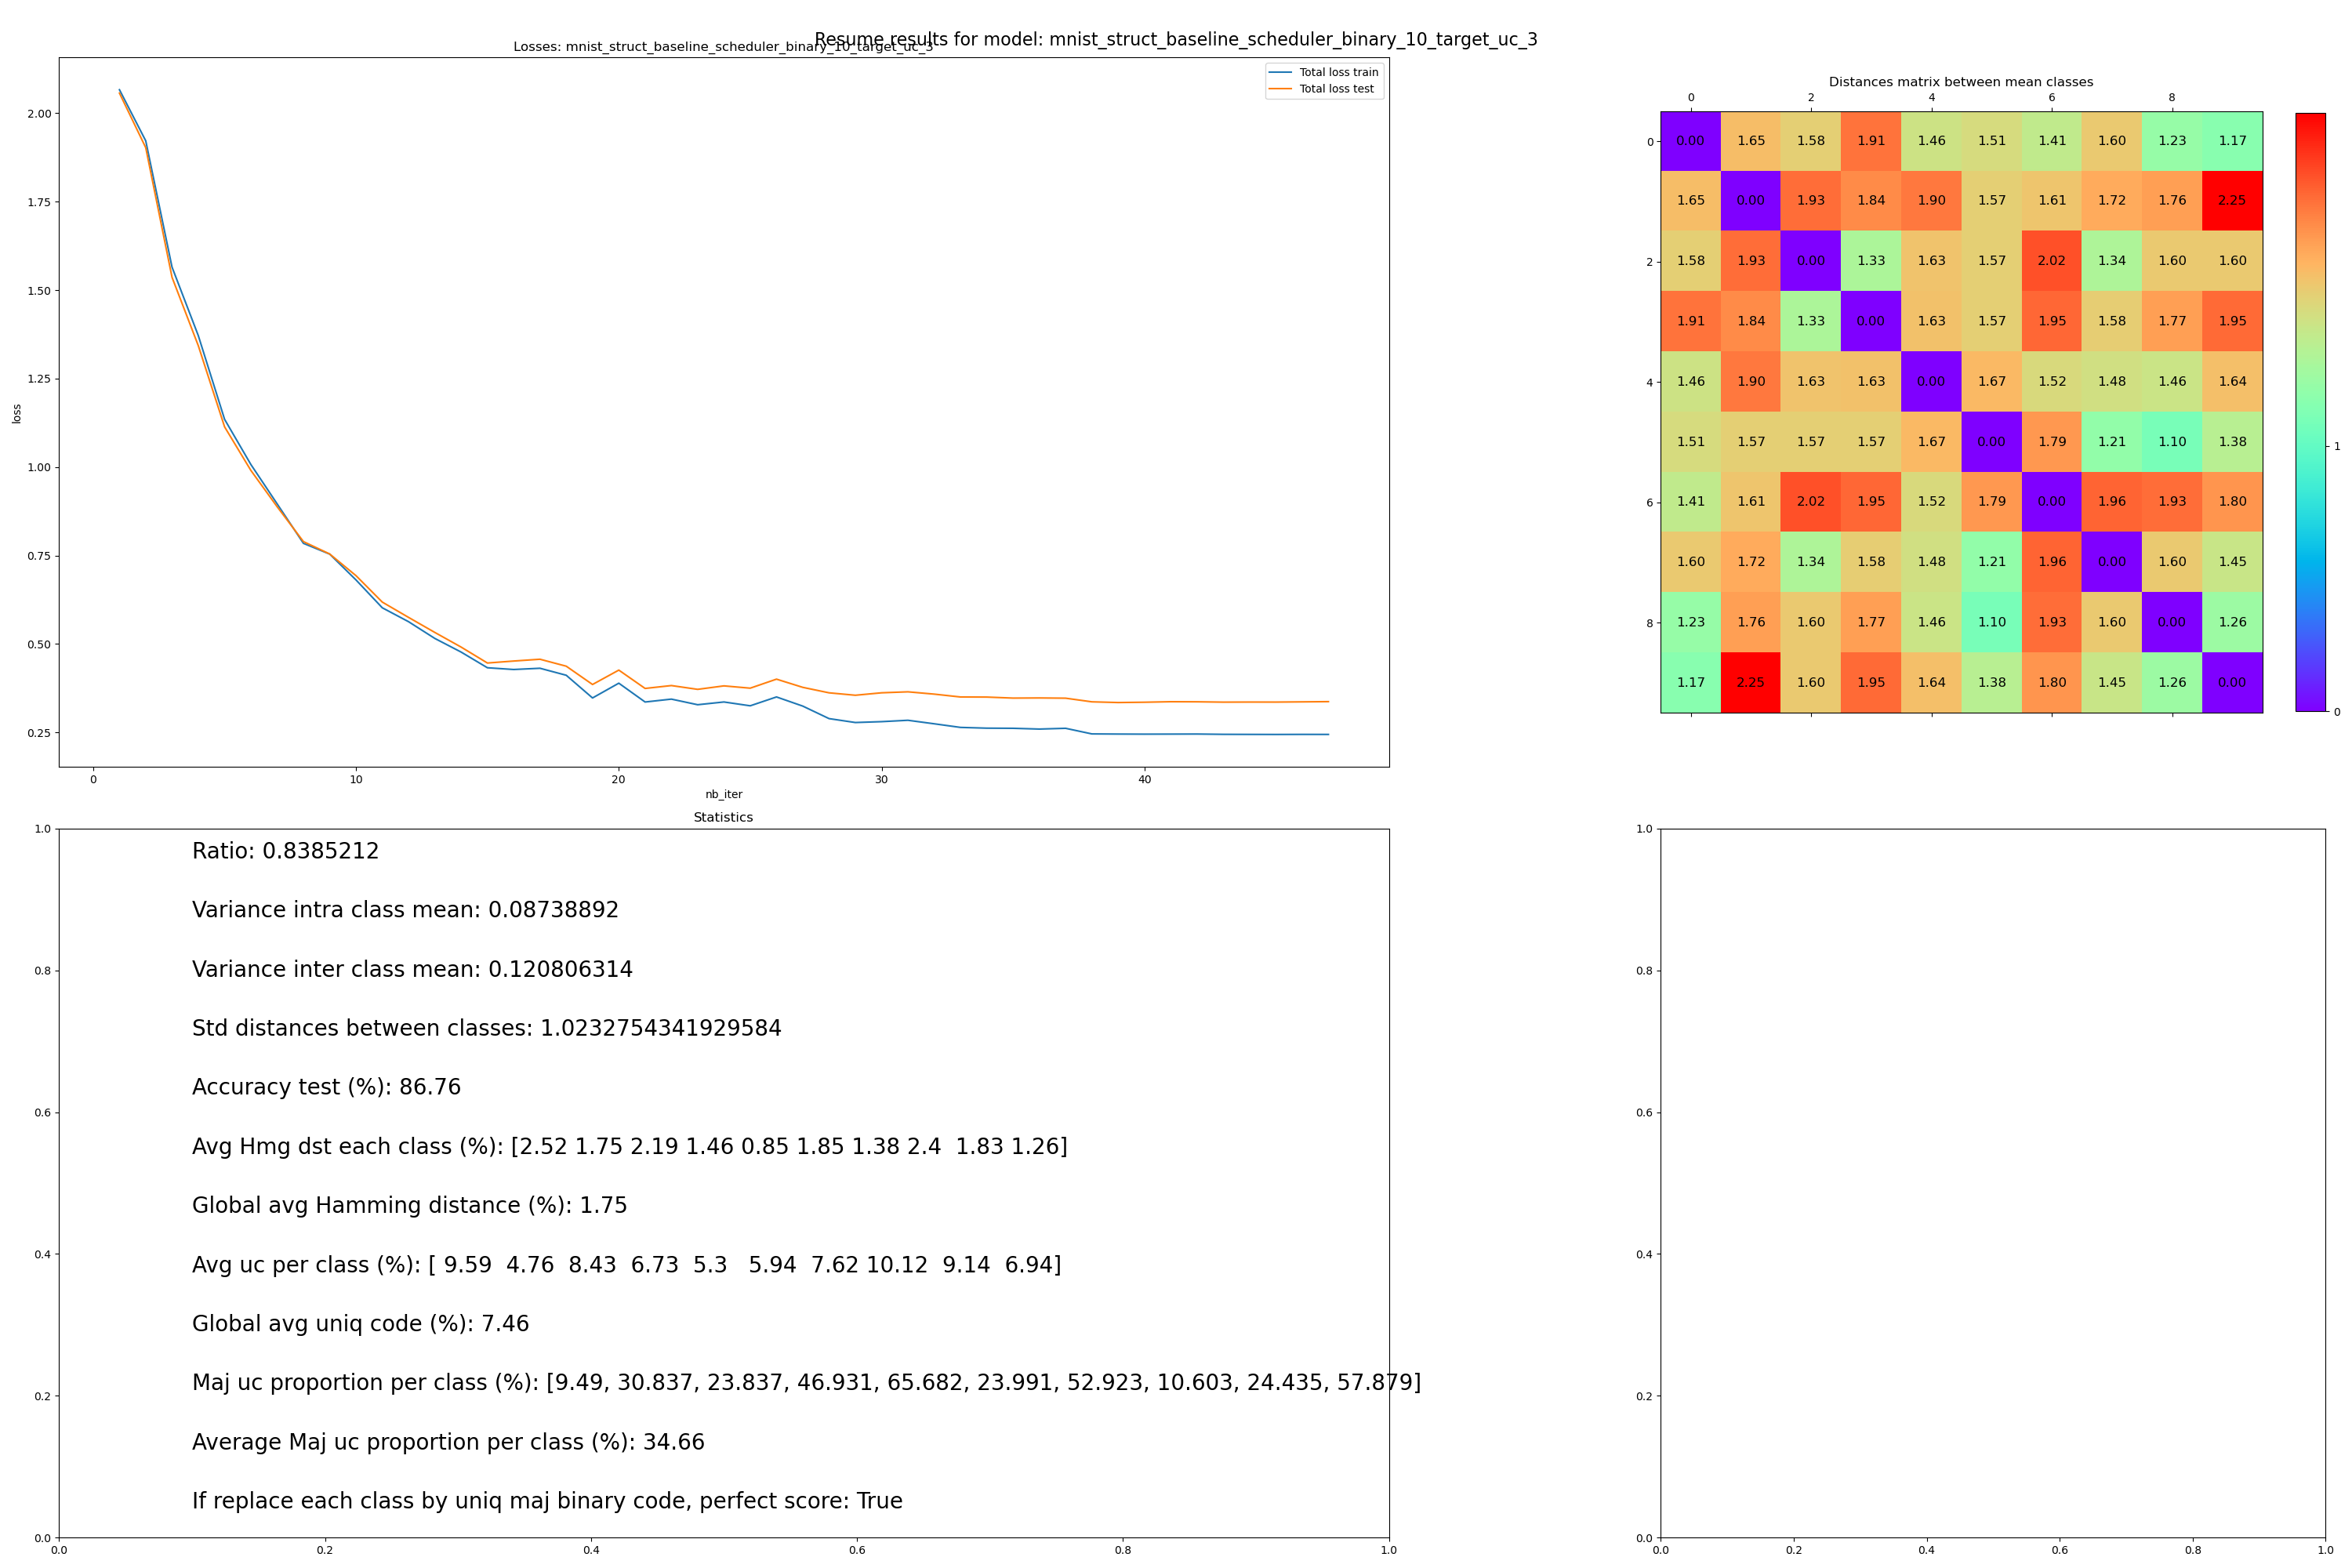 Resume results for model: mnist_struct_baseline_scheduler_binary_10_target_uc_3
Losses: mnist_struct_baseline_scheduler_binary_10_target_uc_3
Total loss train
Total loss test
2.00
1.75
1.50
1.25
1.00
0.75
0.50
0.25
loss
0 10 20 30 40
nb_iter
Distances matrix between mean classes
0 2 4 6 8
0 0.00 1.65 1.58 1.91 1.46 1.51 1.41 1.60 1.23 1.17
1.65 0.00 1.93 1.84 1.90 1.57 1.61 1.72 1.76 2.25
2 1.58 1.93 0.00 1.33 1.63 1.57 2.02 1.34 1.60 1.60
1.91 1.84 1.33 0.00 1.63 1.57 1.95 1.58 1.77 1.95
4 1.46 1.90 1.63 1.63 0.00 1.67 1.52 1.48 1.46 1.64
1.51 1.57 1.57 1.57 1.67 0.00 1.79 1.21 1.10 1.38
6 1.41 1.61 2.02 1.95 1.52 1.79 0.00 1.96 1.93 1.80
1.60 1.72 1.34 1.58 1.48 1.21 1.96 0.00 1.60 1.45
8 1.23 1.76 1.60 1.77 1.46 1.10 1.93 1.60 0.00 1.26
1.17 2.25 1.60 1.95 1.64 1.38 1.80 1.45 1.26 0.00
1
0
Statistics
1.0
0.8
0.6
0.4
0.2
0.0
Ratio: 0.8385212
Variance intra class mean: 0.08738892
Variance inter class mean: 0.120806314
Std distances between classes: 1.0232754341929584
Accuracy test (%): 86.76
Avg Hmg dst each class (%): [2.52 1.75 2.19 1.46 0.85 1.85 1.38 2.4  1.83 1.26]
Global avg Hamming distance (%): 1.75
Avg uc per class (%): [ 9.59  4.76  8.43  6.73  5.3   5.94  7.62 10.12  9.14  6.94]
Global avg uniq code (%): 7.46
Maj uc proportion per class (%): [9.49, 30.837, 23.837, 46.931, 65.682, 23.991, 52.923, 10.603, 24.435, 57.879]
Average Maj uc proportion per class (%): 34.66
If replace each class by uniq maj binary code, perfect score: True
0.0 0.2 0.4 0.6 0.8 1.0
1.0
0.8
0.6
0.4
0.2
0.0
0.0 0.2 0.4 0.6 0.8 1.0